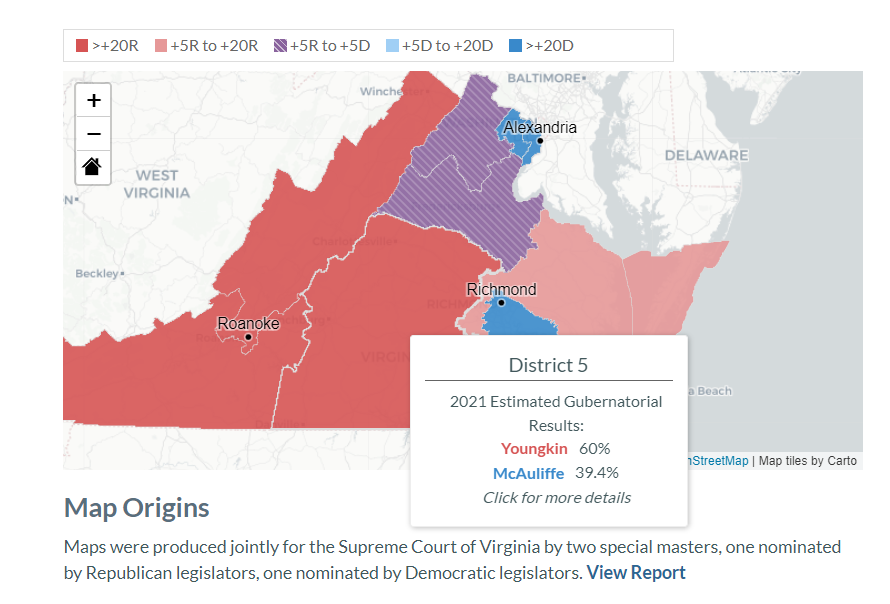 >+20R +5R to +20R +5R to +5D +5D to +20D >+20D
Winchester
BALTIMORE
Alexandria
+
−
WEST
VIRGINIA
DELAWARE
Charlottesville
Beckley
Richmond
Roanoke
District 5
2021 Estimated Gubernatorial
Results:
Youngkin 60%
McAuliffe 39.4%
Click for more details
a Beach
nStreetMap | Map tiles by Carto
Map Origins
Maps were produced jointly for the Supreme Court of Virginia by two special masters, one nominated
by Republican legislators, one nominated by Democratic legislators. View Report